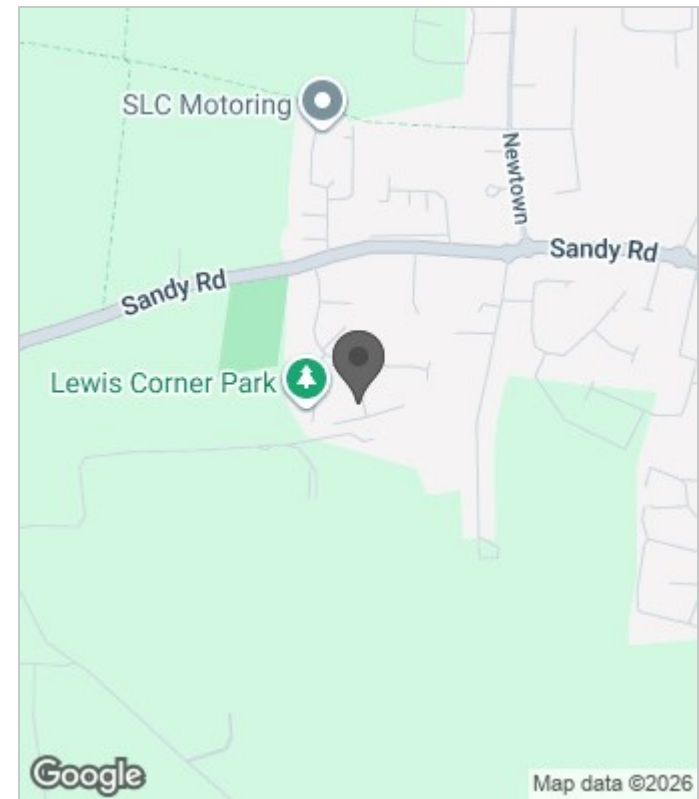 SLC Motoring
Newtown
Sandy Rd
Sandy Rd
Lewis Corner Park
Google
Map data ©2026